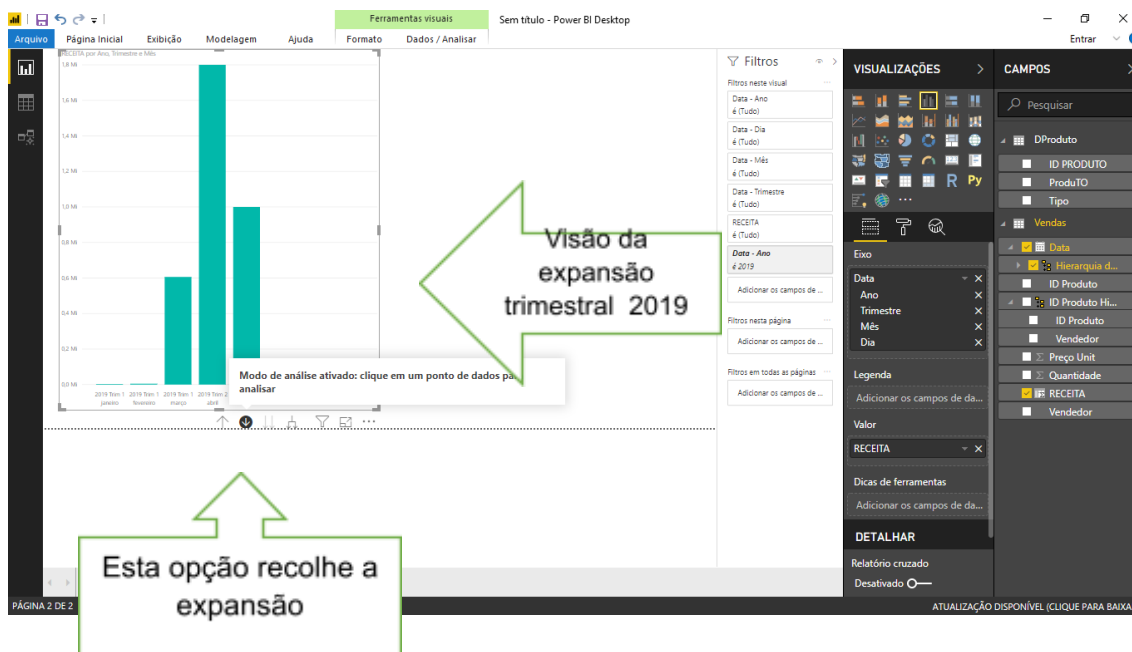 Ferramentas visuais
Sem título - Power BI Desktop
Arquivo Página Inicial Exibição Modelagem Ajuda Formato Dados / Analisar Entrar
RECEITA por Ano, Trimestre e Mês
1,8 Mi
1,6 Mi
1,4 Mi
1,2 Mi
1,0 Mi
0,8 Mi
0,6 Mi
0,4 Mi
0,2 Mi
0,0 Mi
2019 Trim 1 2019 Trim 1 2019 Trim 1 2019 Trim 2
janeiro fevereiro março abril
Modo de análise ativado: clique em um ponto de dados pa
analisar
Visão da
expansão
trimestral 2019
Esta opção recolhe a
expansão
Filtros
Filtros neste visual
Data - Ano
é (Tudo)
Data - Dia
é (Tudo)
Data - Mês
é (Tudo)
Data - Trimestre
é (Tudo)
RECEITA
é (Tudo)
Data - Ano
é 2019
Adicionar os campos de ...
Filtros nesta página
Adicionar os campos de ...
Filtros em todas as páginas
Adicionar os campos de ...
VISUALIZAÇÕES
R Py
Eixo
Data
Ano
Trimestre
Mês
Dia
Legenda
Adicionar os campos de da...
Valor
RECEITA
Dicas de ferramentas
Adicionar os campos de da...
DETALHAR
Relatório cruzado
Desativado
CAMPOS
Pesquisar
DProduto
ID PRODUTO
ProduTO
Tipo
Vendas
Data
Hierarquia d...
ID Produto
ID Produto Hi...
ID Produto
Vendedor
Preço Unit
Quantidade
RECEITA
Vendedor
PÁGINA 2 DE 2
ATUALIZAÇÃO DISPONÍVEL (CLIQUE PARA BAIXA